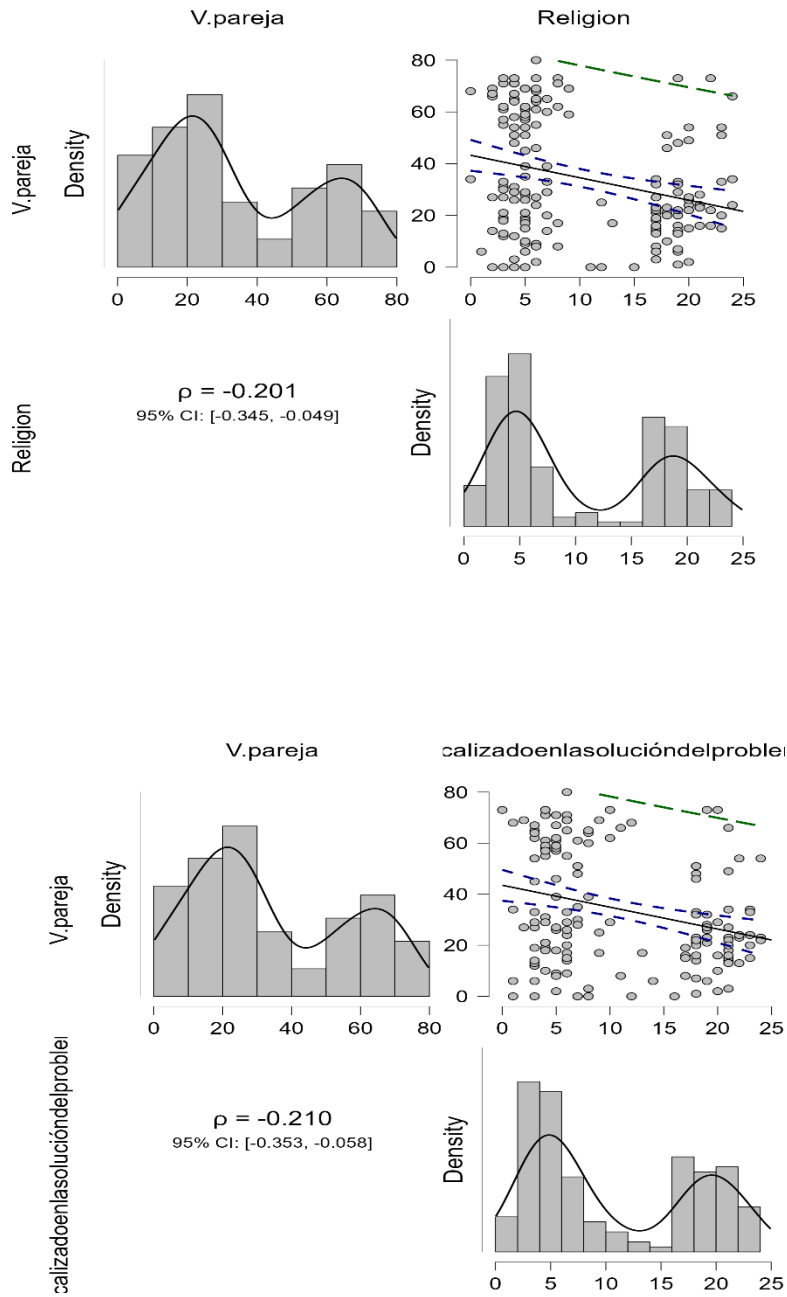 V.pareja
Religion
V.pareja
Density
0
20
40
60
80
80
60
40
20
0
0
5
10
15
20
25
Religion
ρ = -0.201
95% CI: [-0.345, -0.049]
Density
0
5
10
15
20
25
V.pareja
calizadoenlasolucióndelprobler
V.pareja
Density
0
20
40
60
80
80
60
40
20
0
0
5
10
15
20
25
calizadoenlasolucióndelprobler
ρ = -0.210
95% CI: [-0.353, -0.058]
Density
0
5
10
15
20
25